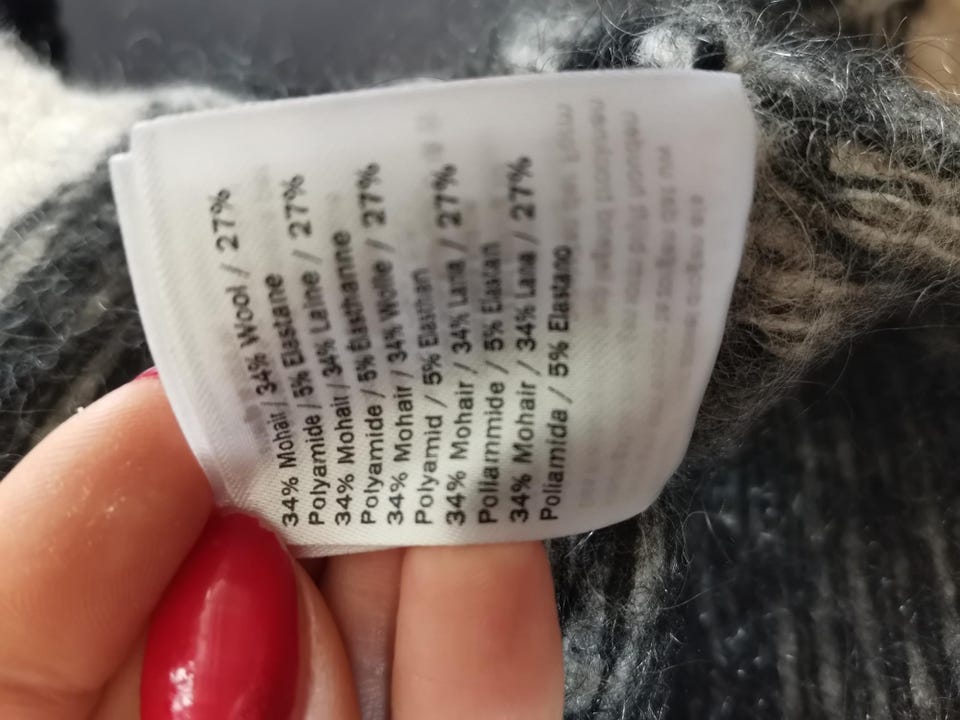 34% Mohair / 34% Wool / 27%
Polyamide / 5% Elastane
34% Mohair / 34% Laine / 27%
Polyamide / 5% Elasthanne
34% Mohair / 34% Wolle / 27%
Polyamid / 5% Elasthan
34% Mohair / 34% Lana / 27%
Poliammide / 5% Elastan
34% Mohair / 34% Lana / 27%
Poliamida / 5% Elastano